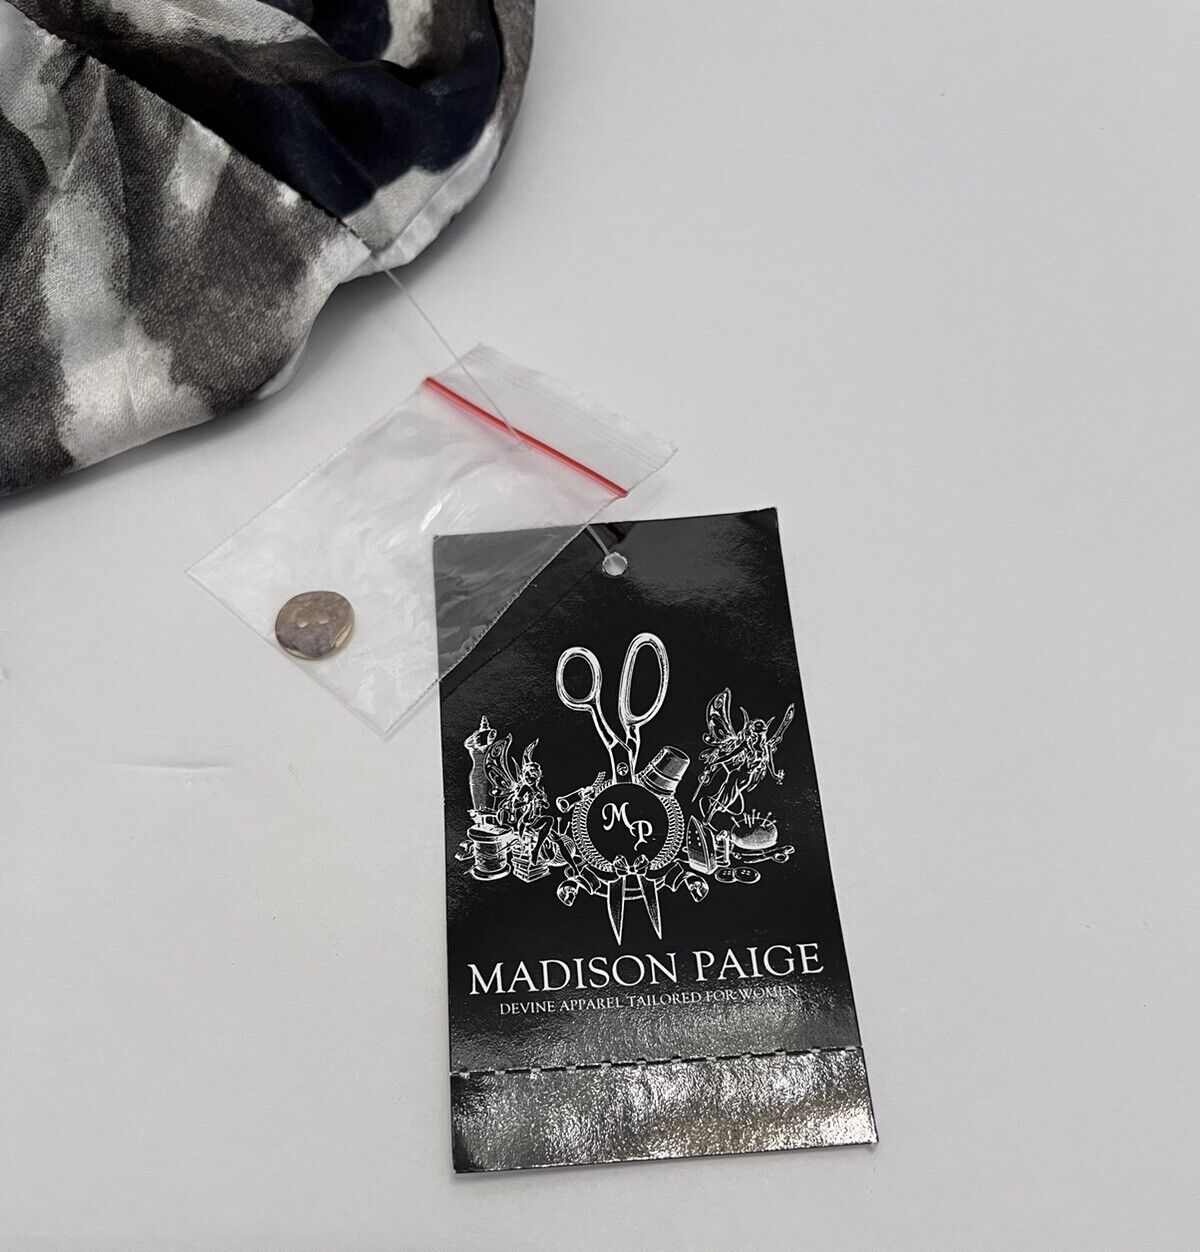 MP
MADISON PAIGE
DEVINE APPAREL TAILORED FOR WOMEN